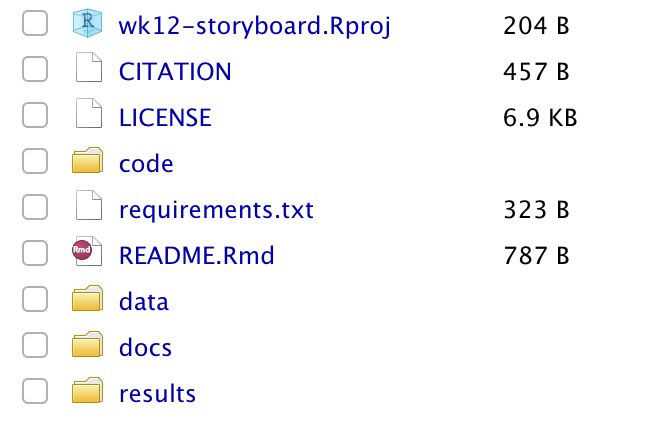 wk12-storyboard.Rproj 204 B
CITATION 457 B
LICENSE 6.9 KB
code
requirements.txt 323 B
Rmd README.Rmd 787 B
data
docs
results